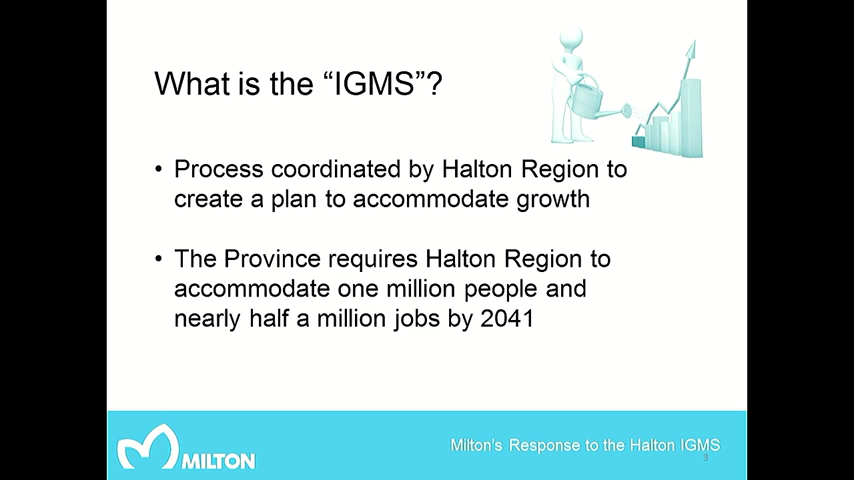 What is the “IGMS”?
• Process coordinated by Halton Region to
create a plan to accommodate growth
• The Province requires Halton Region to
accommodate one million people and
nearly half a million jobs by 2041
MILTON
Milton's Response to the Halton IGMS
3